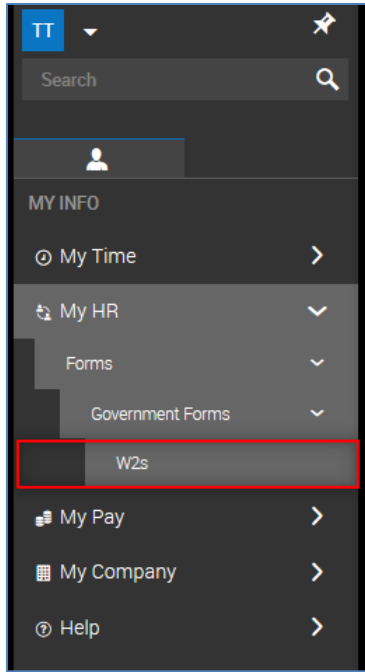 TT
Search
MY INFO
My Time
My HR
Forms
Government Forms
W2s
My Pay
My Company
Help